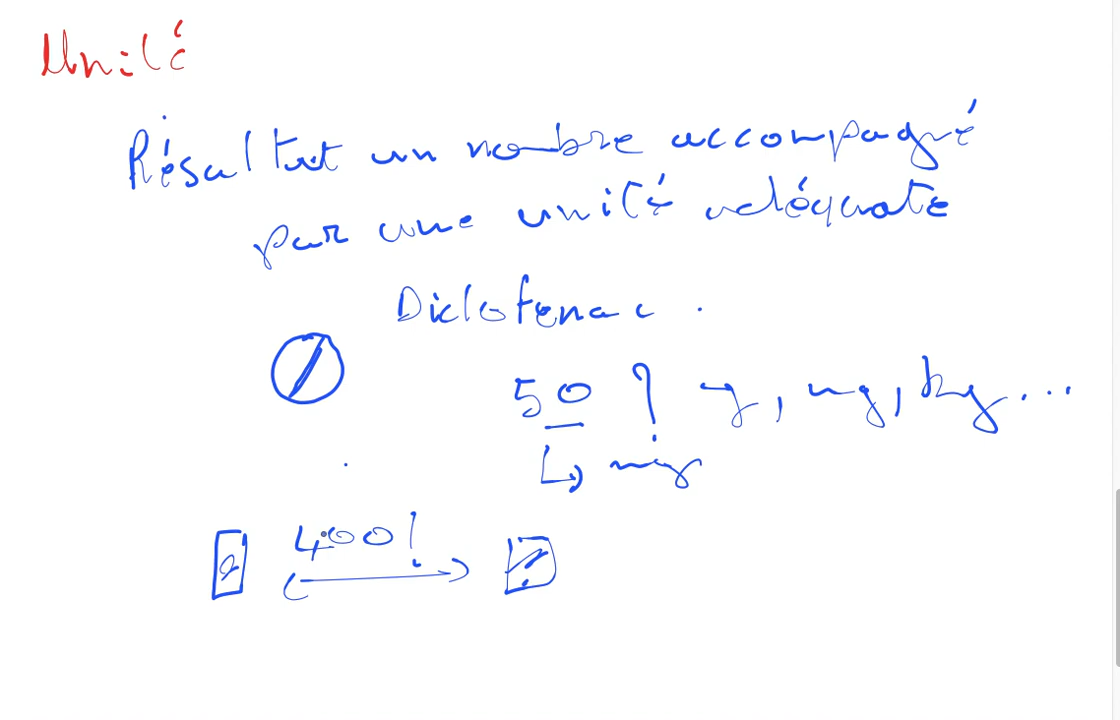 Unité
Résultat un nombre accompagné
par une unité adéquate
Diclofenac.
50 ? g, mg, kg...
↳ mg
400!